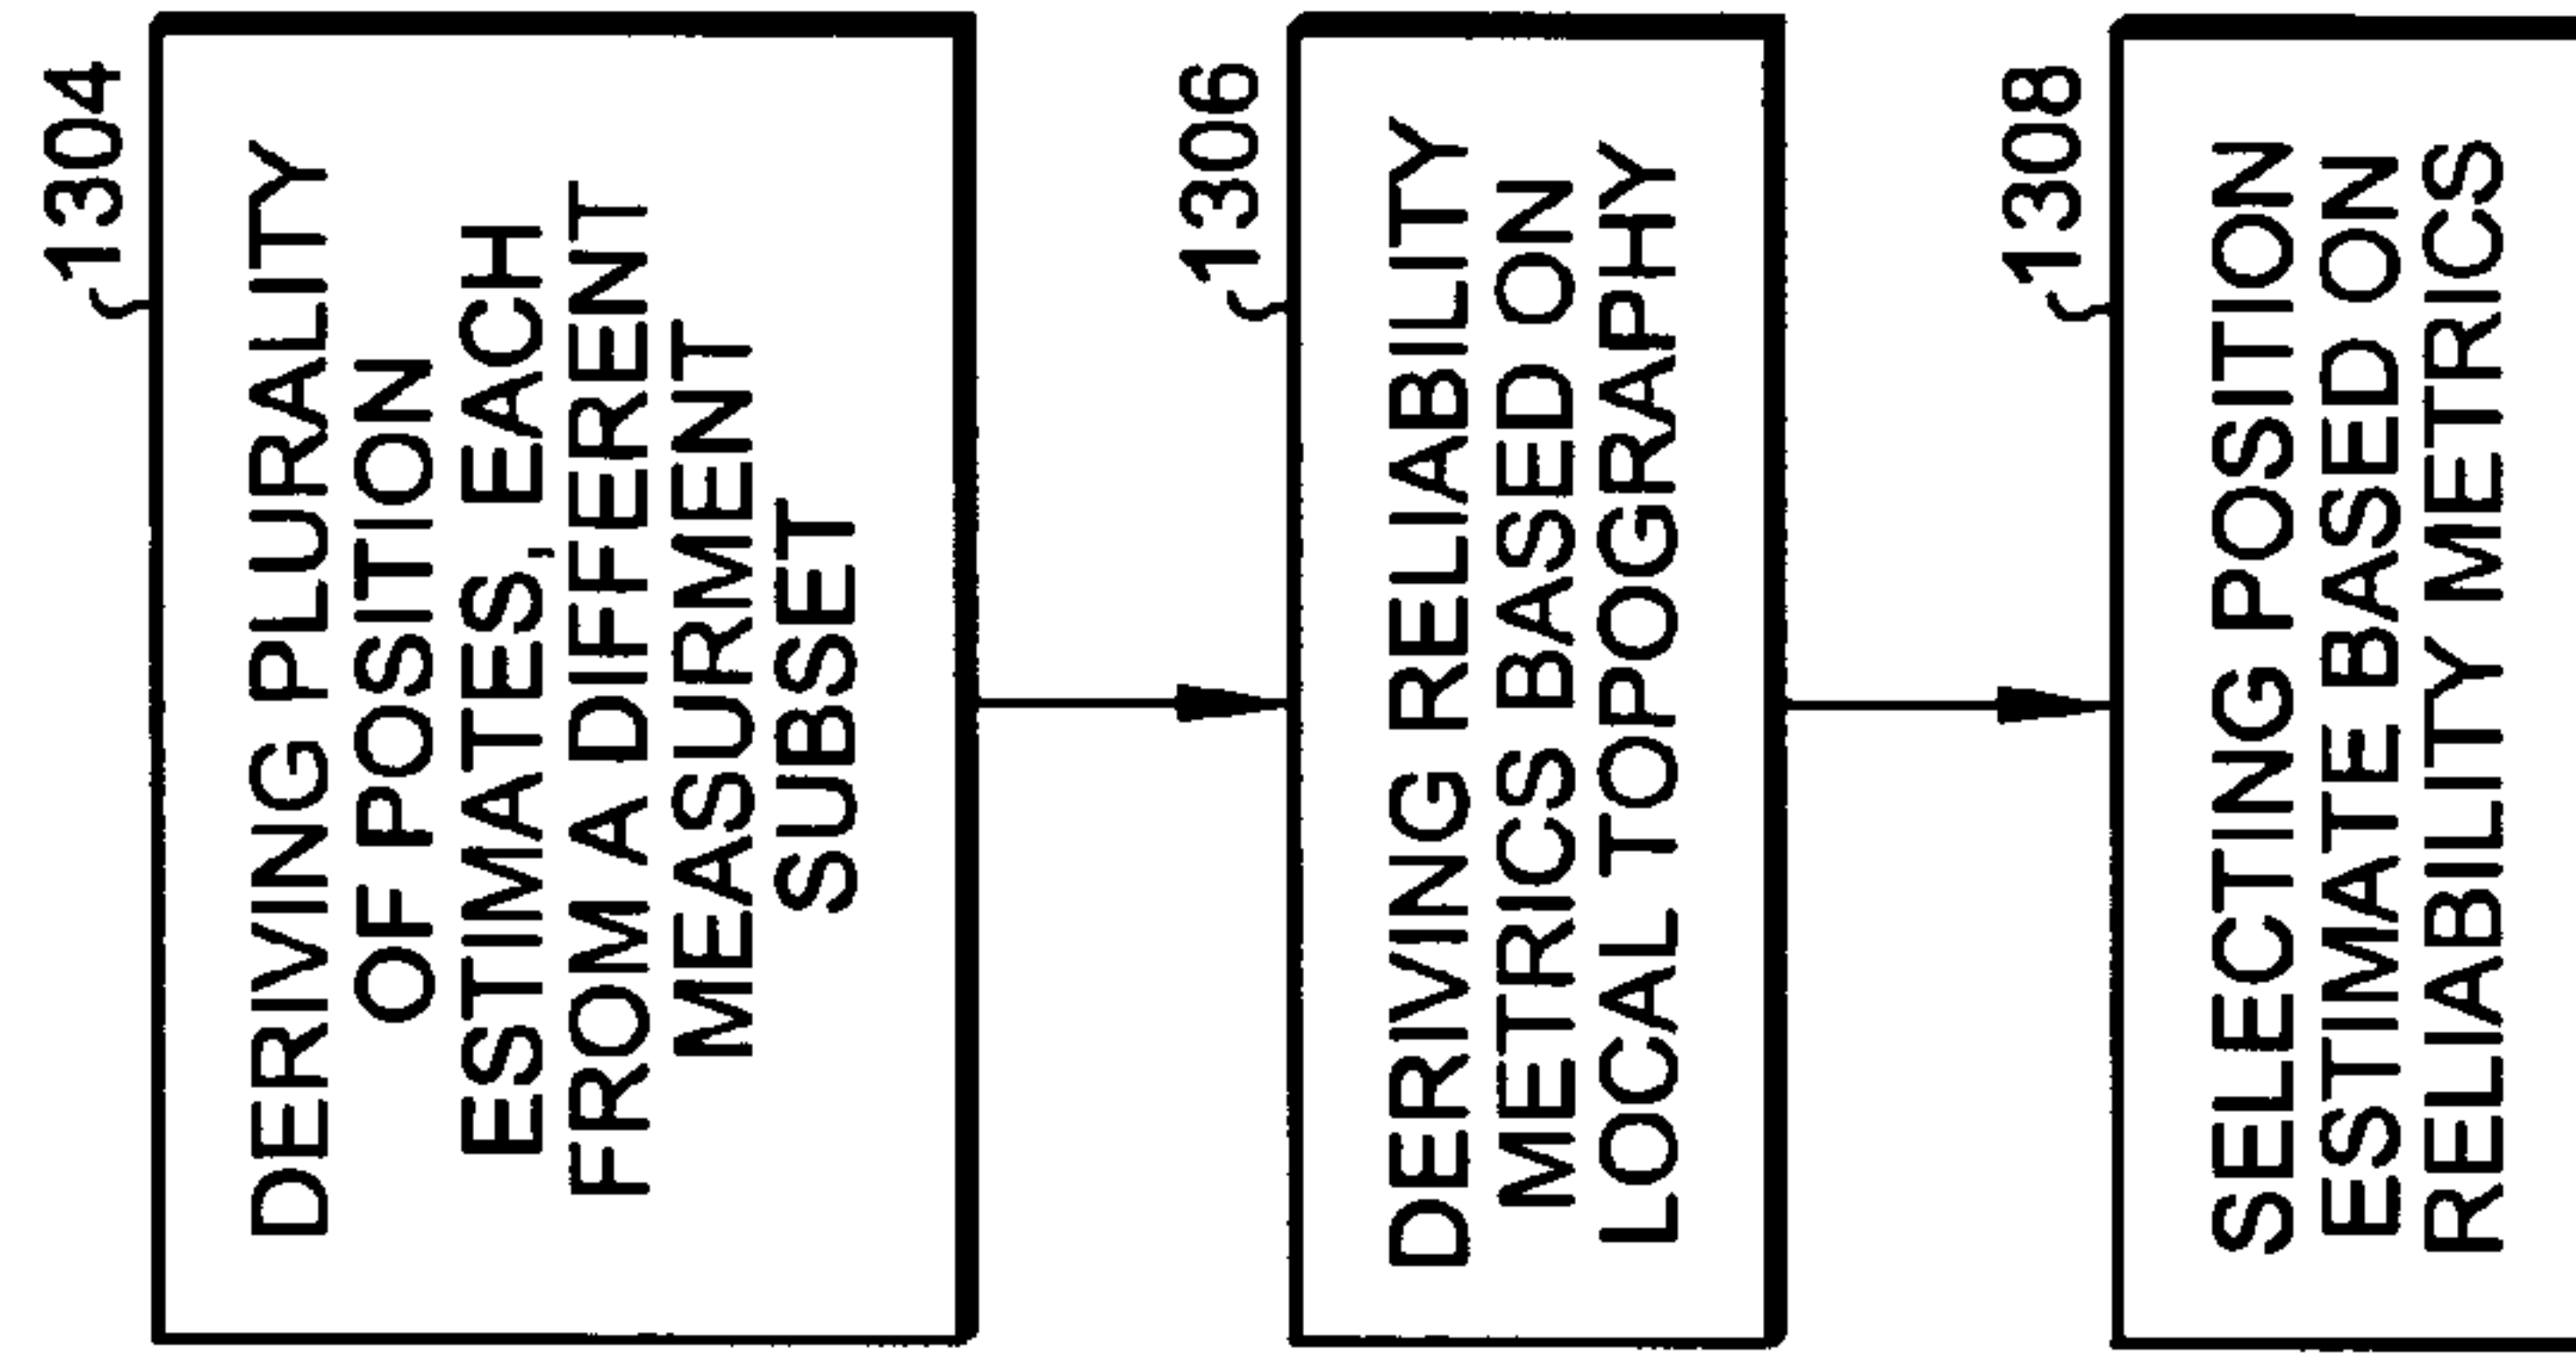 1304
DERIVING PLURALITY
OF POSITION
ESTIMATES, EACH
FROM A DIFFERENT
MEASURMENT
SUBSET
1306
DERIVING RELIABILITY
METRICS BASED ON
LOCAL TOPOGRAPHY
1308
SELECTING POSITION
ESTIMATE BASED ON
RELIABILITY METRICS